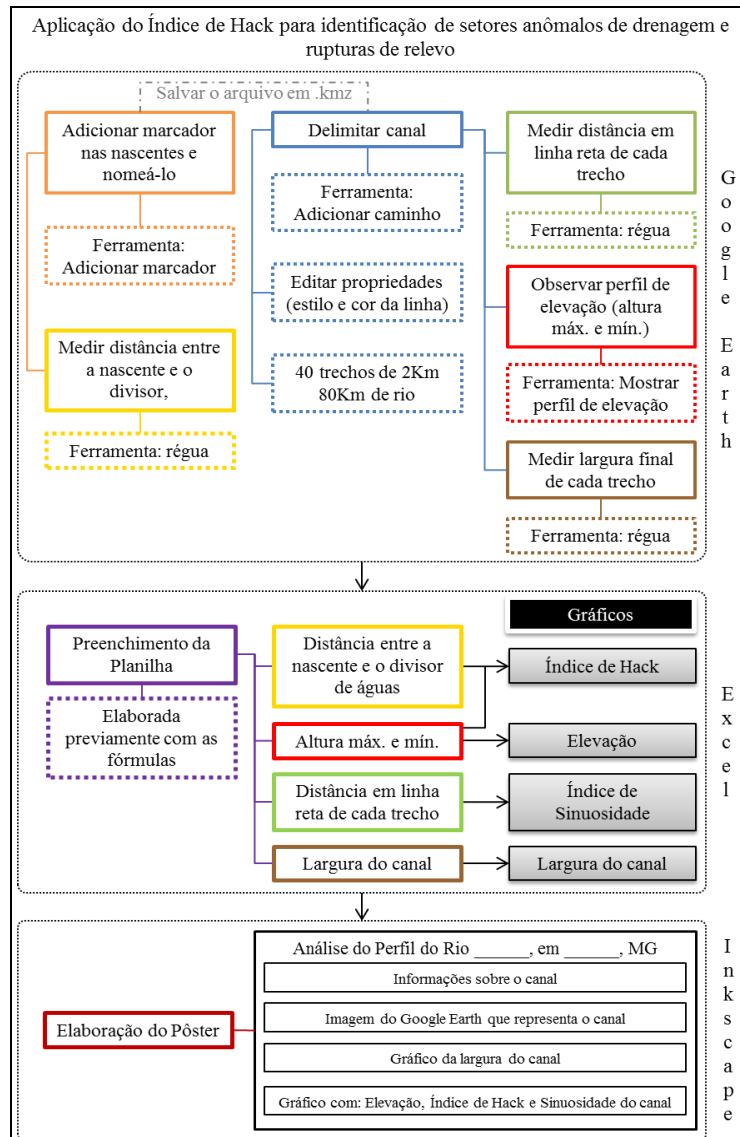 Aplicação do Índice de Hack para identificação de setores anômalos de drenagem e
rupturas de relevo
Salvar o arquivo em .kmz
Adicionar marcador
nas nascentes e
nomeá-lo
Ferramenta:
Adicionar marcador
Medir distância entre
a nascente e o
divisor,
Ferramenta: régua
Delimitar canal
Ferramenta:
Adicionar caminho
Editar propriedades
(estilo e cor da linha)
40 trechos de 2Km
80Km de rio
Medir distância em
linha reta de cada
trecho
Ferramenta: régua
Observar perfil de
elevação (altura
máx. e mín.)
Ferramenta: Mostrar
perfil de elevação
Medir largura final
de cada trecho
Ferramenta: régua
Google Earth
Preenchimento da
Planilha
Elaborada
previamente com as
fórmulas
Distância entre a
nascente e o divisor
de águas
Altura máx. e mín.
Distância em linha
reta de cada trecho
Largura do canal
Gráficos
Índice de Hack
Elevação
Índice de
Sinuosidade
Largura do canal
Excel
Elaboração do Pôster
Análise do Perfil do Rio ______, em ______, MG
Informações sobre o canal
Imagem do Google Earth que representa o canal
Gráfico da largura do canal
Gráfico com: Elevação, Índice de Hack e Sinuosidade do canal
Inkscape